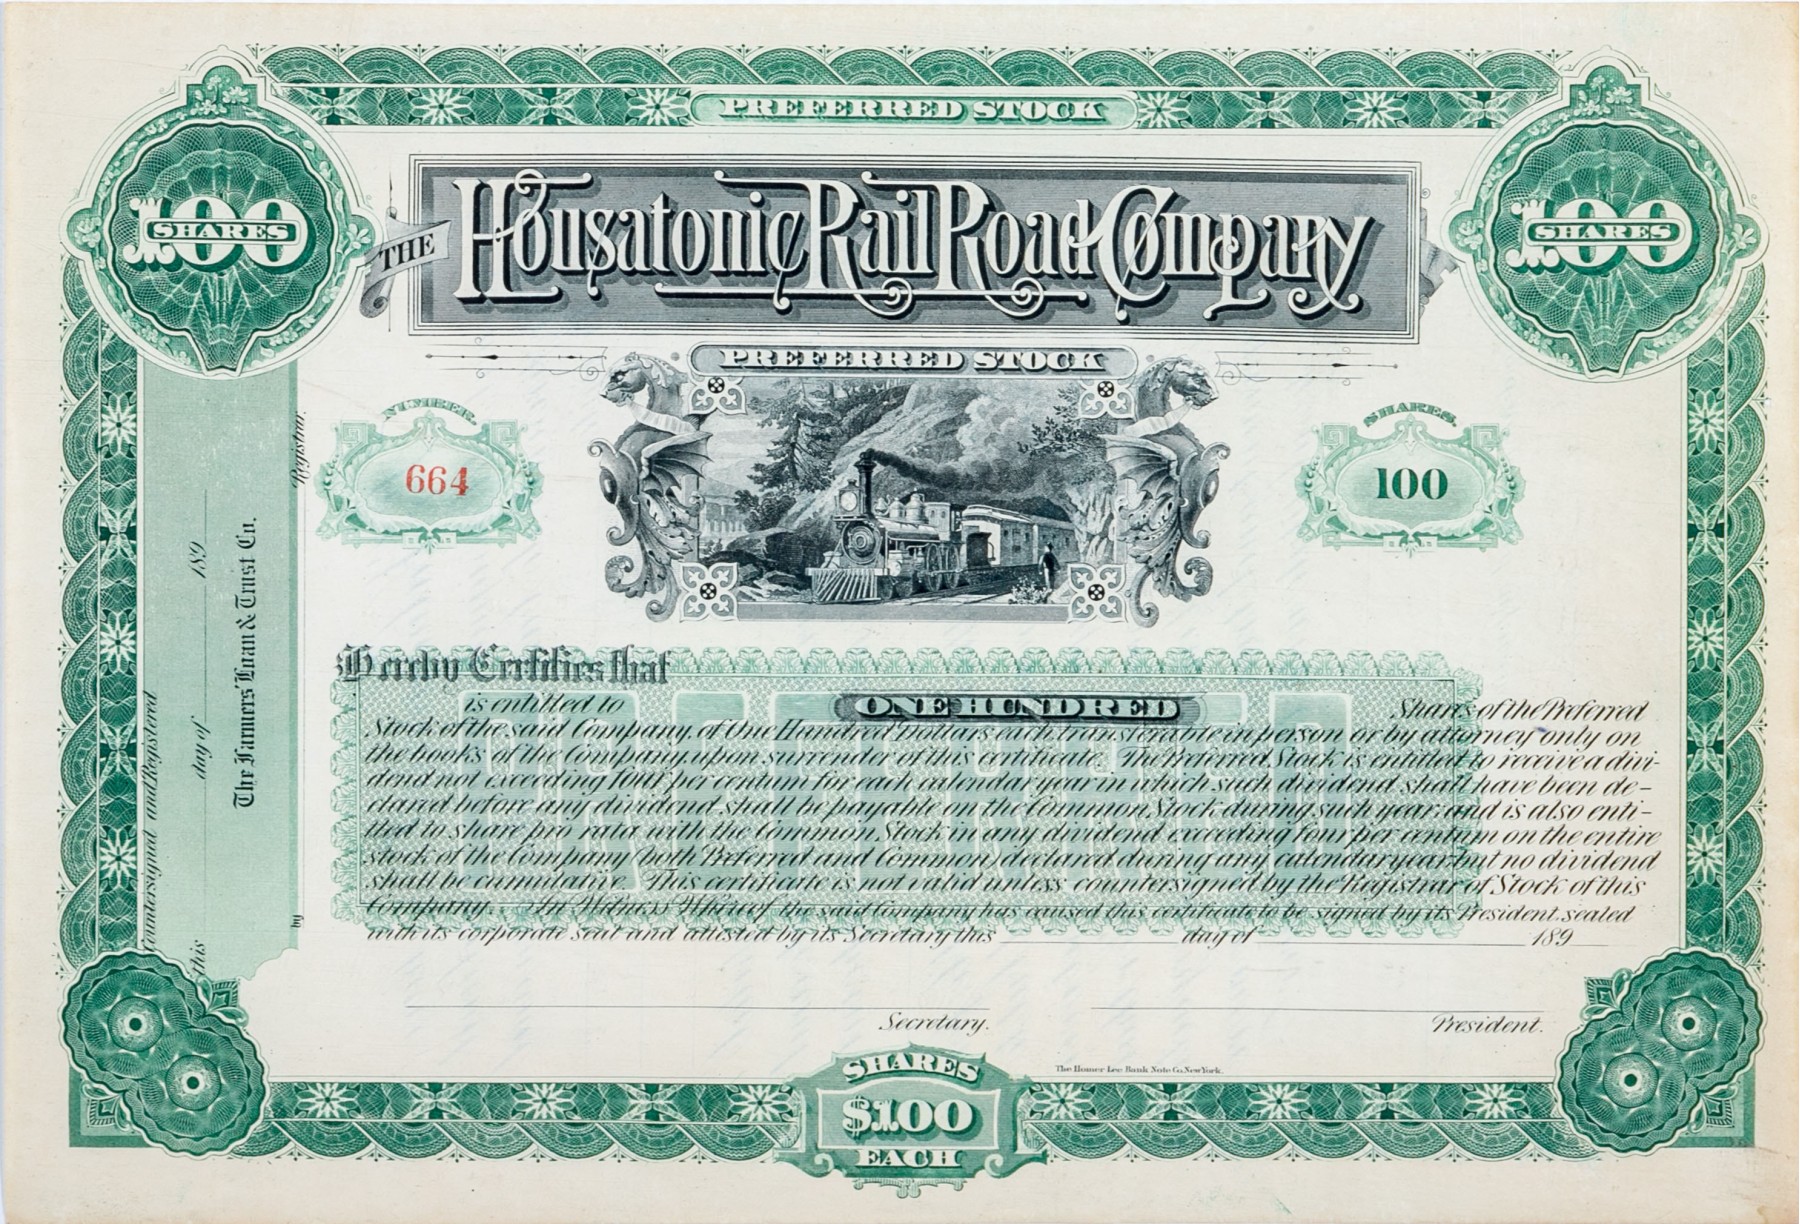 PREFERRED STOCK
100
SHARES
100
SHARES
THE
Housatonic Rail Road Company
PREFERRED STOCK
NUMBER.
664
SHARES.
100
Countersigned and Registered
this day of 189
The Farmers' Loan & Trust Co.
by Registrar.
Hereby Certifies that
is entitled to ONE HUNDRED Shares of the Preferred
Stock of the said Company, of One Hundred Dollars each transferable in person or by attorney only on
the books of the Company, upon surrender of this certificate. The Preferred Stock is entitled to receive a divi-
dend not exceeding four per centum for each calendar year in which such dividend shall have been de-
clared before any dividend shall be payable on the Common Stock during such year; and is also enti-
tled to share pro rata with the Common Stock in any dividend exceeding four per centum on the entire
stock of the Company (both Preferred and Common) declared during any calendar year: but no dividend
shall be cumulative. This certificate is not valid unless countersigned by the Registrar of Stock of this
Company. In Witness Whereof the said Company has caused this certificate to be signed by its President, sealed
with its corporate seal and attested by its Secretary this day of 189
Secretary.
President.
The Homer Lee Bank Note Co. New York.
SHARES
$100
EACH